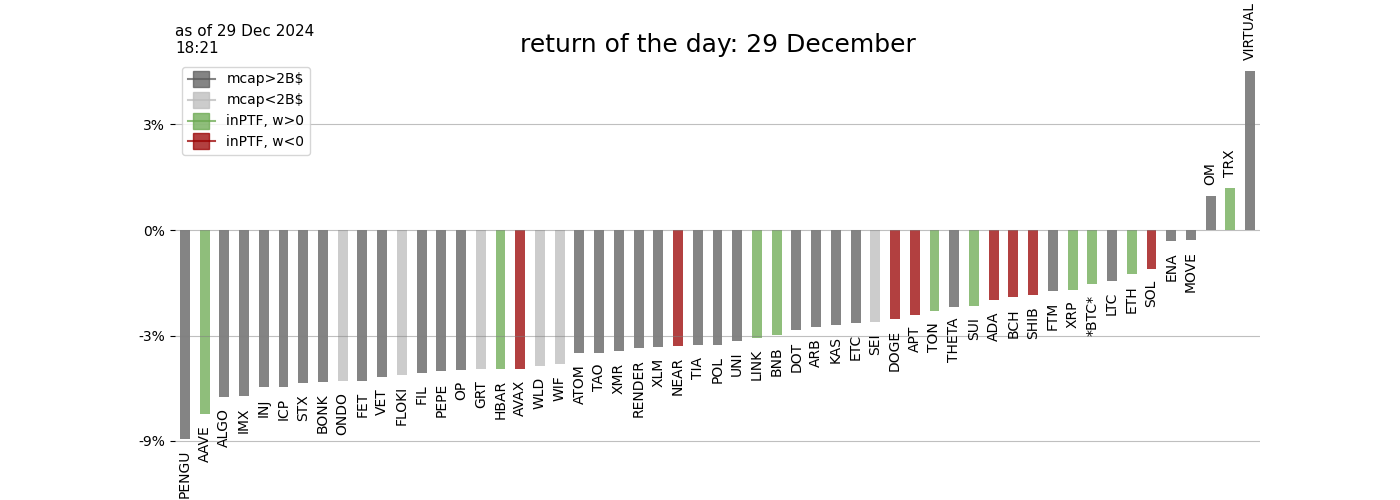 as of 29 Dec 2024
18:21
return of the day: 29 December
mcap>2B$
mcap<2B$
inPTF, w>0
inPTF, w<0
3%
0%
-3%
-9%
PENGU
AAVE
ALGO
IMX
INJ
ICP
STX
BONK
ONDO
FET
VET
FLOKI
FIL
PEPE
OP
GRT
HBAR
AVAX
WLD
WIF
ATOM
TAO
XMR
RENDER
XLM
NEAR
TIA
POL
UNI
LINK
BNB
DOT
ARB
KAS
ETC
SEI
DOGE
APT
TON
THETA
SUI
ADA
BCH
SHIB
FTM
XRP
*BTC*
LTC
ETH
SOL
ENA
MOVE
OM
TRX
VIRTUAL